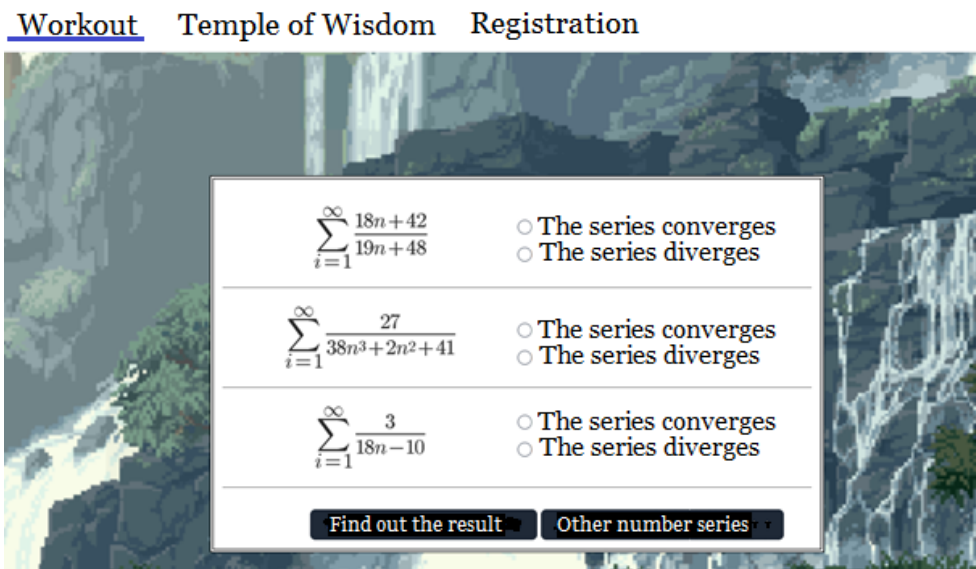 Workout Temple of Wisdom Registration
∞
∑ 18n+42 / 19n+48
i=1
The series converges
The series diverges
∞
∑ 27 / 38n³+2n²+41
i=1
The series converges
The series diverges
∞
∑ 3 / 18n−10
i=1
The series converges
The series diverges
Find out the result Other number series